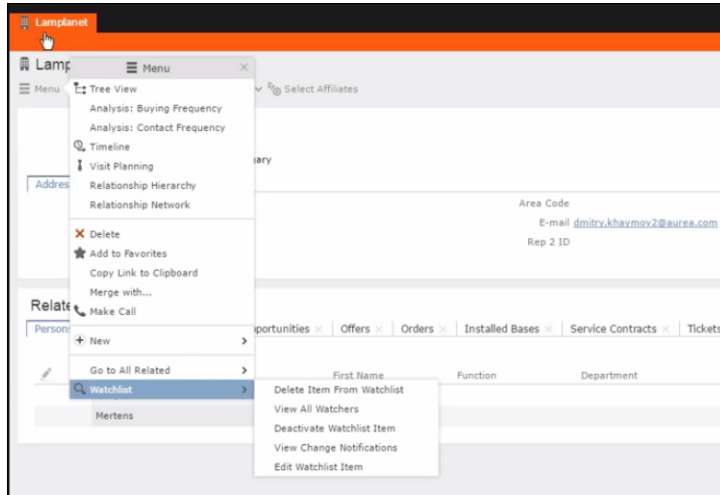 Lamplanet
Lamp
Menu
Menu
Select Affiliates
Tree View
Analysis: Buying Frequency
Analysis: Contact Frequency
Timeline
Visit Planning
Relationship Hierarchy
Relationship Network
Addres
Area Code
E-mail dmitry.khaymov2@aurea.com
Rep 2 ID
Delete
Add to Favorites
Copy Link to Clipboard
Merge with...
Make Call
Relate
Person
portunities
Offers
Orders
Installed Bases
Service Contracts
Tickets
New
Go to All Related
First Name
Function
Department
Watchlist
Delete Item From Watchlist
View All Watchers
Deactivate Watchlist Item
View Change Notifications
Edit Watchlist Item
Mertens